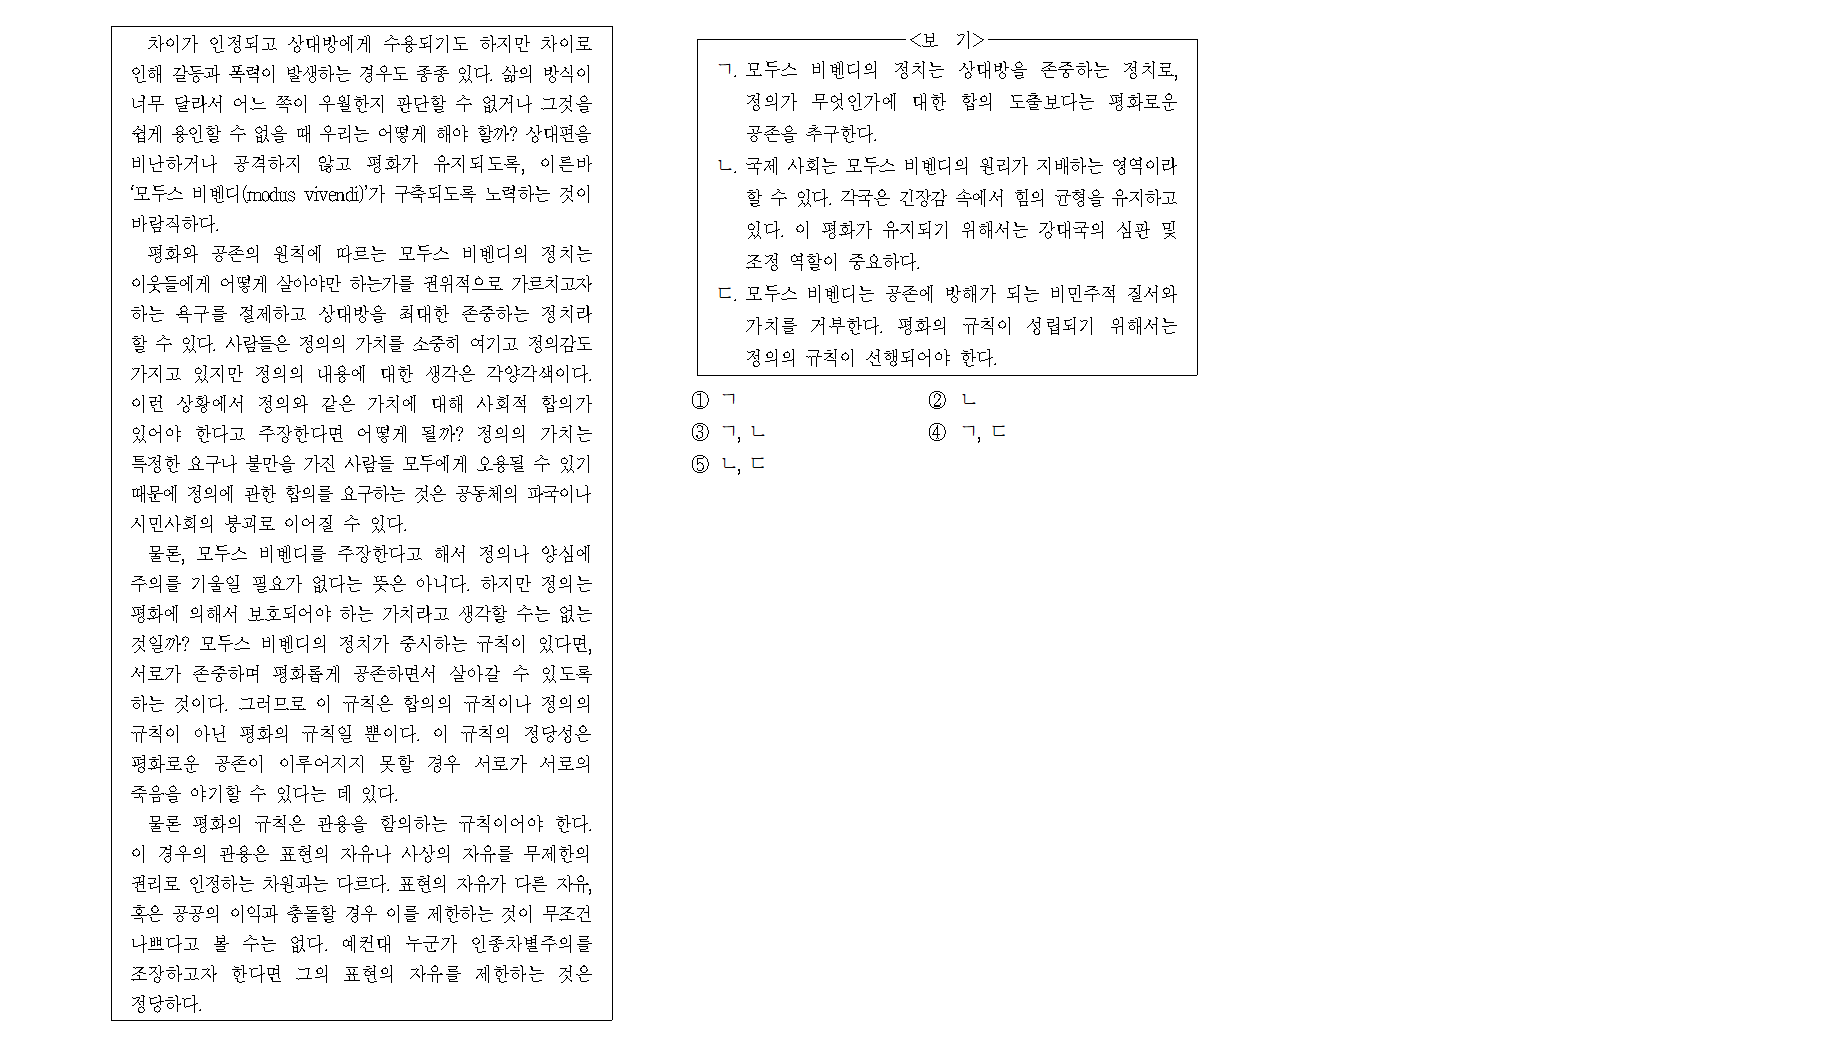 차이가 인정되고 상대방에게 수용되기도 하지만 차이로
인해 갈등과 폭력이 발생하는 경우도 종종 있다. 삶의 방식이
너무 달라서 어느 쪽이 우월한지 판단할 수 없거나 그것을
쉽게 용인할 수 없을 때 우리는 어떻게 해야 할까? 상대편을
비난하거나 공격하지 않고 평화가 유지되도록, 이른바
‘모두스 비벤디(modus vivendi)’가 구축되도록 노력하는 것이
바람직하다.
평화와 공존의 원칙에 따르는 모두스 비벤디의 정치는
이웃들에게 어떻게 살아야만 하는가를 권위적으로 가르치고자
하는 욕구를 절제하고 상대방을 최대한 존중하는 정치라
할 수 있다. 사람들은 정의의 가치를 소중히 여기고 정의감도
가지고 있지만 정의의 내용에 대한 생각은 각양각색이다.
이런 상황에서 정의와 같은 가치에 대해 사회적 합의가
있어야 한다고 주장한다면 어떻게 될까? 정의의 가치는
특정한 요구나 불만을 가진 사람들 모두에게 오용될 수 있기
때문에 정의에 관한 합의를 요구하는 것은 공동체의 파국이나
시민사회의 붕괴로 이어질 수 있다.
물론, 모두스 비벤디를 주장한다고 해서 정의나 양심에
주의를 기울일 필요가 없다는 뜻은 아니다. 하지만 정의는
평화에 의해서 보호되어야 하는 가치라고 생각할 수는 없는
것일까? 모두스 비벤디의 정치가 중시하는 규칙이 있다면,
서로가 존중하며 평화롭게 공존하면서 살아갈 수 있도록
하는 것이다. 그러므로 이 규칙은 합의의 규칙이나 정의의
규칙이 아닌 평화의 규칙일 뿐이다. 이 규칙의 정당성은
평화로운 공존이 이루어지지 못할 경우 서로가 서로의
죽음을 야기할 수 있다는 데 있다.
물론 평화의 규칙은 관용을 함의하는 규칙이어야 한다.
이 경우의 관용은 표현의 자유나 사상의 자유를 무제한의
권리로 인정하는 차원과는 다르다. 표현의 자유가 다른 자유,
혹은 공공의 이익과 충돌할 경우 이를 제한하는 것이 무조건
나쁘다고 볼 수는 없다. 예컨대 누군가 인종차별주의를
조장하고자 한다면 그의 표현의 자유를 제한하는 것은
정당하다.
<보 기>
ㄱ. 모두스 비벤디의 정치는 상대방을 존중하는 정치로,
정의가 무엇인가에 대한 합의 도출보다는 평화로운
공존을 추구한다.
ㄴ. 국제 사회는 모두스 비벤디의 원리가 지배하는 영역이라
할 수 있다. 각국은 긴장감 속에서 힘의 균형을 유지하고
있다. 이 평화가 유지되기 위해서는 강대국의 심판 및
조정 역할이 중요하다.
ㄷ. 모두스 비벤디는 공존에 방해가 되는 비민주적 질서와
가치를 거부한다. 평화의 규칙이 성립되기 위해서는
정의의 규칙이 선행되어야 한다.
① ㄱ ② ㄴ
③ ㄱ, ㄴ ④ ㄱ, ㄷ
⑤ ㄴ, ㄷ